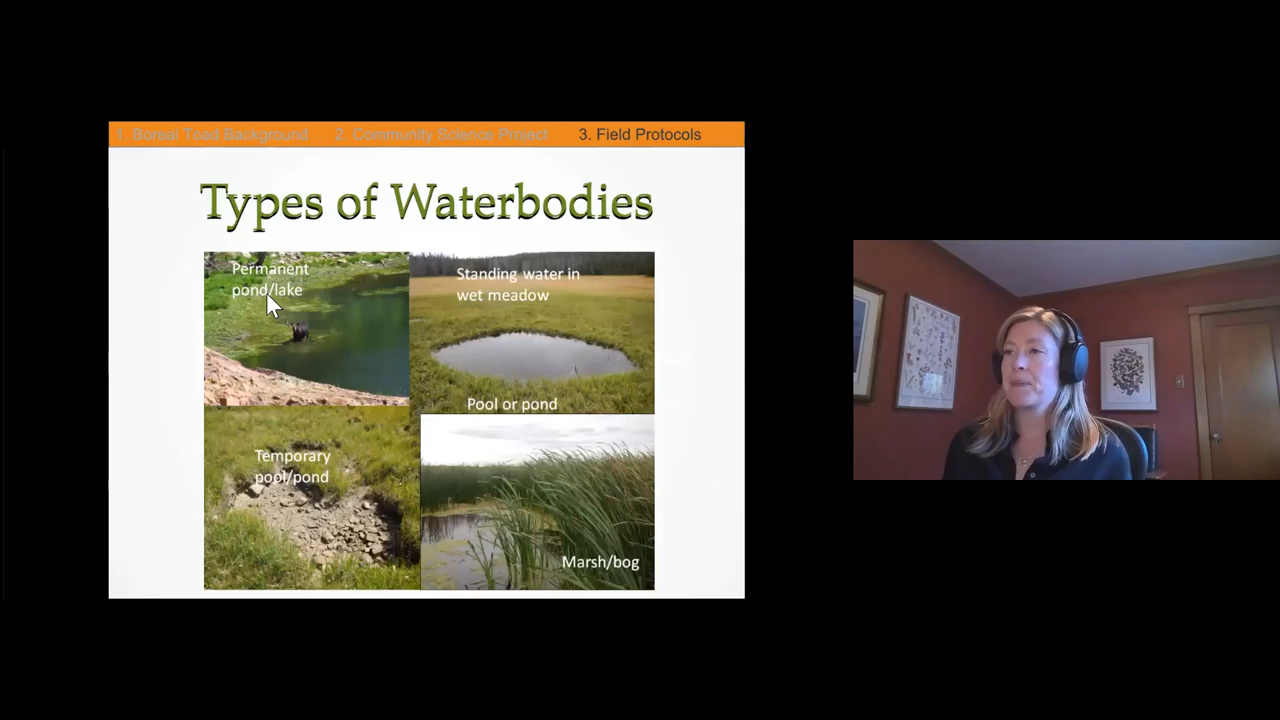 1. Boreal Toad Background 2. Community Science Project 3. Field Protocols
Types of Waterbodies
Permanent
pond/lake
Standing water in
wet meadow
Pool or pond
Temporary
pool/pond
Marsh/bog